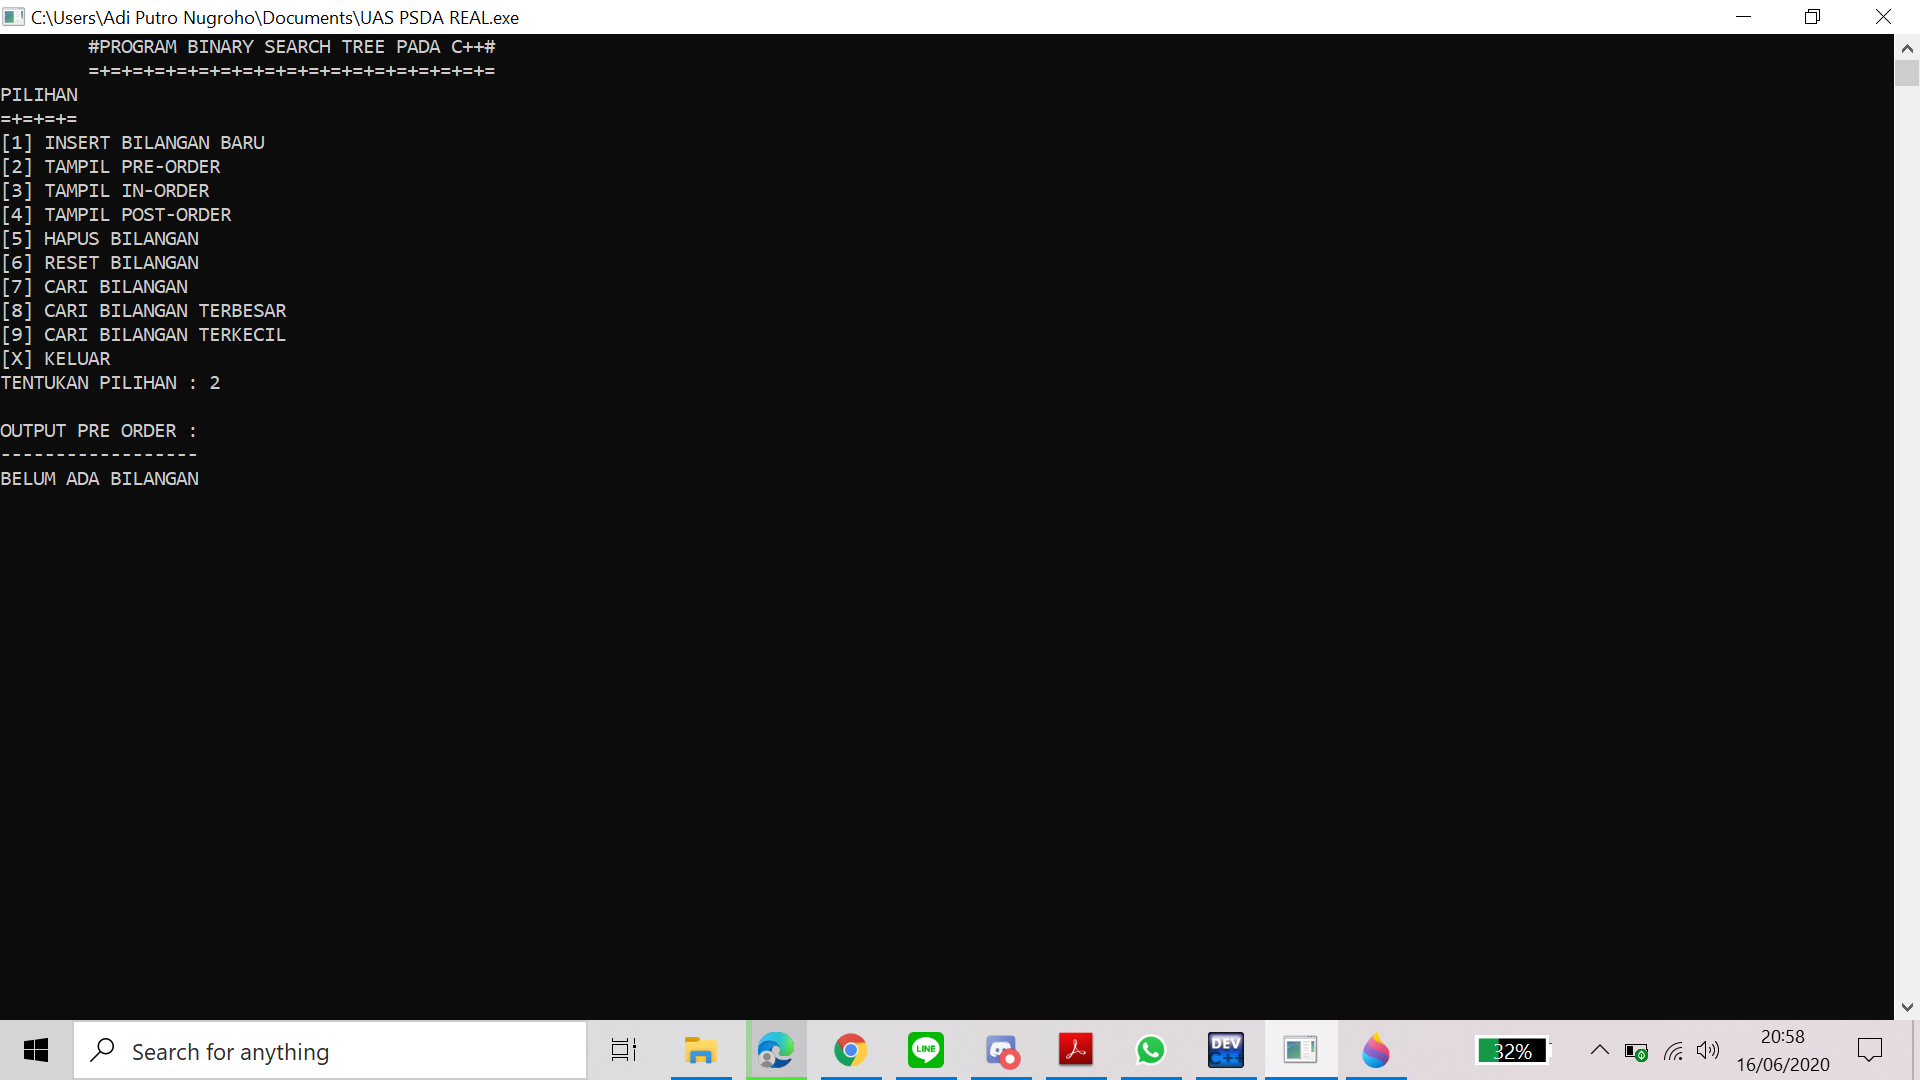 C:\Users\Adi Putro Nugroho\Documents\UAS PSDA REAL.exe
#PROGRAM BINARY SEARCH TREE PADA C++#
=+=+=+=+=+=+=+=+=+=+=+=+=+=+=+=+=+=+=
PILIHAN
=+=+=+=
[1] INSERT BILANGAN BARU
[2] TAMPIL PRE-ORDER
[3] TAMPIL IN-ORDER
[4] TAMPIL POST-ORDER
[5] HAPUS BILANGAN
[6] RESET BILANGAN
[7] CARI BILANGAN
[8] CARI BILANGAN TERBESAR
[9] CARI BILANGAN TERKECIL
[X] KELUAR
TENTUKAN PILIHAN : 2
OUTPUT PRE ORDER :
------------------
BELUM ADA BILANGAN
Search for anything
LINE
DEV
C++
32%
20:58
16/06/2020